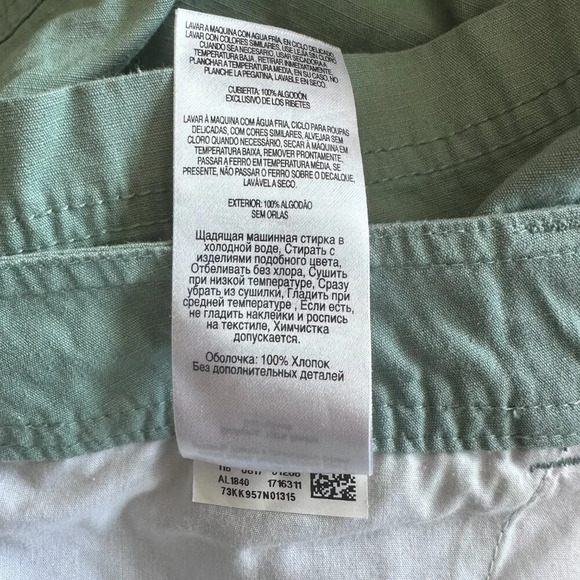 LAVAR A MAQUINA CON AGUA FRÍA, EN CICLO DELICADO
LAVAR CON COLORES SIMILARES, USE LEJÍA SIN CLORO
CUANDO SEA NECESARIO, USAR SECADORA A
TEMPERATURA BAJA, RETIRAR INMEDIATAMENTE,
PLANCHAR A TEMPERATURA MEDIA, EN SU CASO, NO
PLANCHE LA PEGATINA, LAVABLE EN SECO.
CUBIERTA: 100% ALGODÓN
EXCLUSIVO DE LOS RIBETES
LAVAR À MAQUINA COM ÁGUA FRIA, CICLO PARA ROUPAS
DELICADAS, COM CORES SIMILARES, ALVEJAR SEM
CLORO QUANDO NECESSÁRIO, SECAR À MÁQUINA EM
TEMPERATURA BAIXA, REMOVER PRONTAMENTE,
PASSAR A FERRO EM TEMPERATURA MÉDIA, SE
PRESENTE, NÃO PASSAR O FERRO SOBRE O DECALQUE,
LAVÁVEL A SECO.
EXTERIOR: 100% ALGODÃO
SEM ORLAS
Щадящая машинная стирка в
холодной воде, Стирать с
изделиями подобного цвета,
Отбеливать без хлора, Сушить
при низкой температуре, Сразу
убрать из сушилки, Гладить при
средней температуре , Если есть,
не гладить наклейки и роспись
на текстиле, Химчистка
допускается.
Оболочка: 100% Хлопок
Без дополнительных деталей
AL1840 1716311
73KK957N01315